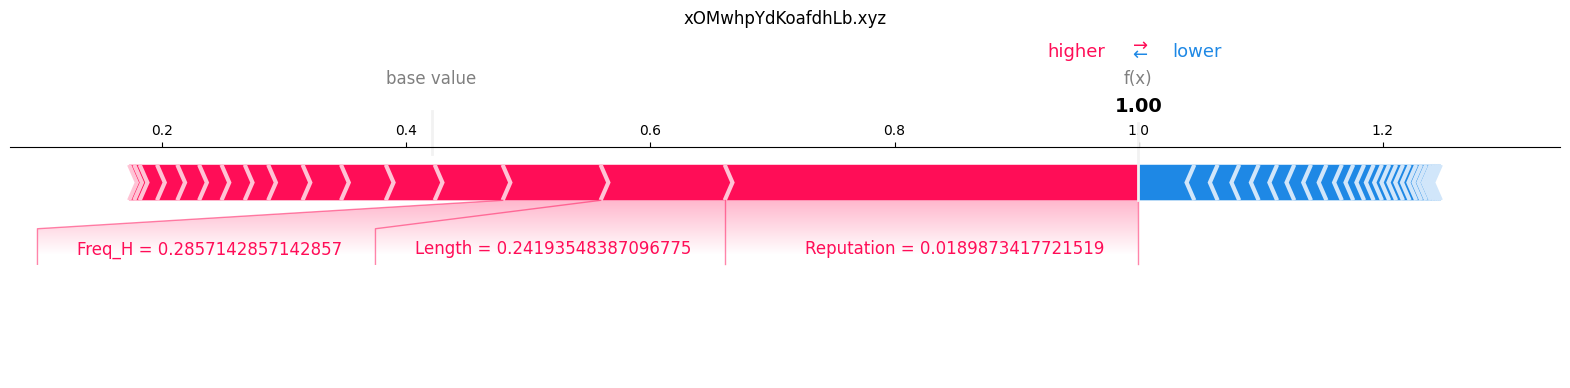 xOMwhpYdKoafdhLb.xyz
higher → ← lower
base value f(x)
1.00
0.2 0.4 0.6 0.8 1.0 1.2
Freq_H = 0.2857142857142857 Length = 0.24193548387096775 Reputation = 0.0189873417721519